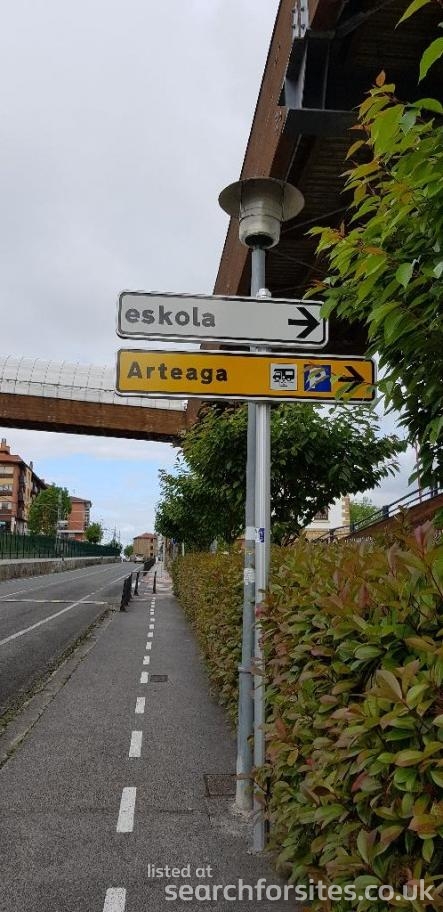 eskola
Arteaga
listed at
searchforsites.co.uk